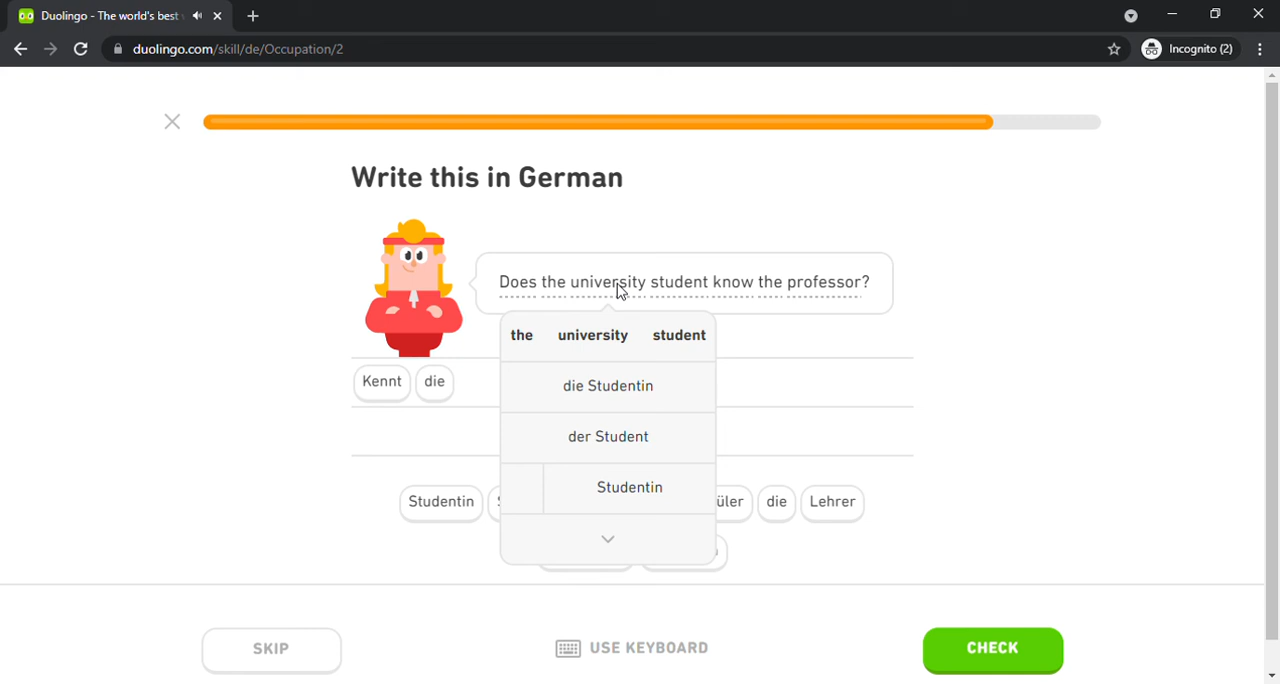 Duolingo - The world's best
duolingo.com/skill/de/Occupation/2
Incognito (2)
Write this in German
Does the university student know the professor?
the university student
Kennt die
die Studentin
der Student
Studentin
Studentin die Lehrer
SKIP
USE KEYBOARD
CHECK